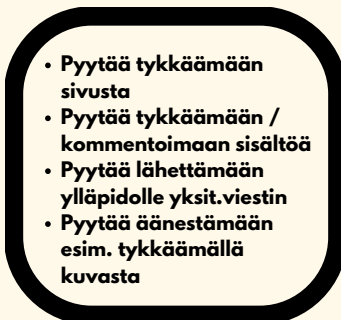 • Pyytää tykkäämään
sivusta
• Pyytää tykkäämään /
kommentoimaan sisältöä
• Pyytää lähettämään
ylläpidolle yksit.viestin
• Pyytää äänestämään
esim. tykkäämällä
kuvasta